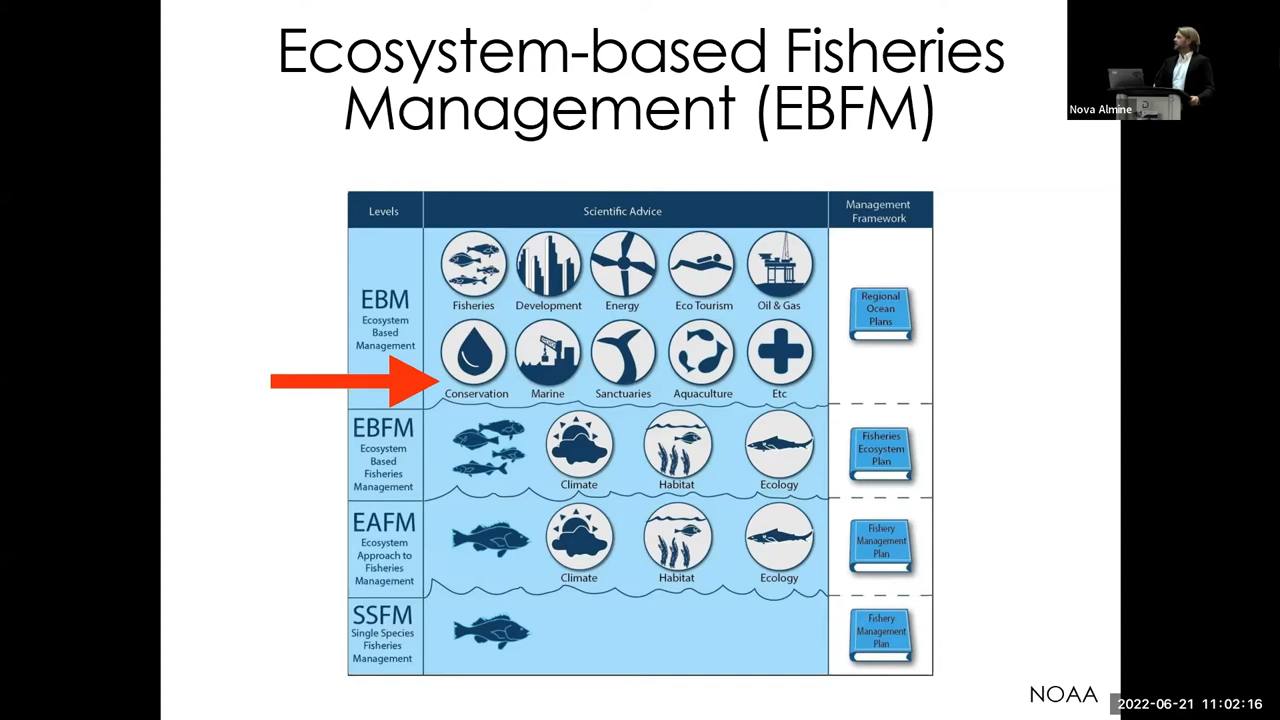 Ecosystem-based Fisheries
Management (EBFM)
Nova Almine
Levels
Scientific Advice
Management
Framework
EBM
Ecosystem
Based
Management
Fisheries
Development
Energy
Eco Tourism
Oil & Gas
Conservation
Marine
Sanctuaries
Aquaculture
Etc
Regional
Ocean
Plans
EBFM
Ecosystem
Based
Fisheries
Management
Climate
Habitat
Ecology
Fisheries
Ecosystem
Plan
EAFM
Ecosystem
Approach to
Fisheries
Management
Climate
Habitat
Ecology
Fishery
Management
Plan
SSFM
Single Species
Fisheries
Management
Fishery
Management
Plan
NOAA
2022-06-21 11:02:16